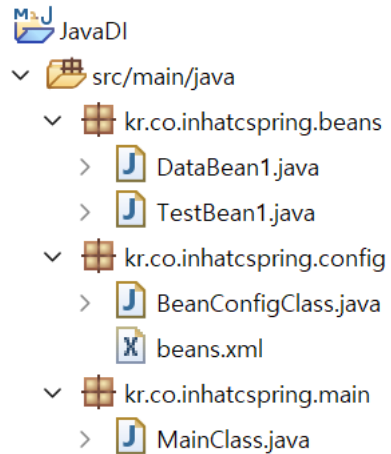 JavaDI
src/main/java
kr.co.inhatcspring.beans
DataBean1.java
TestBean1.java
kr.co.inhatcspring.config
BeanConfigClass.java
beans.xml
kr.co.inhatcspring.main
MainClass.java